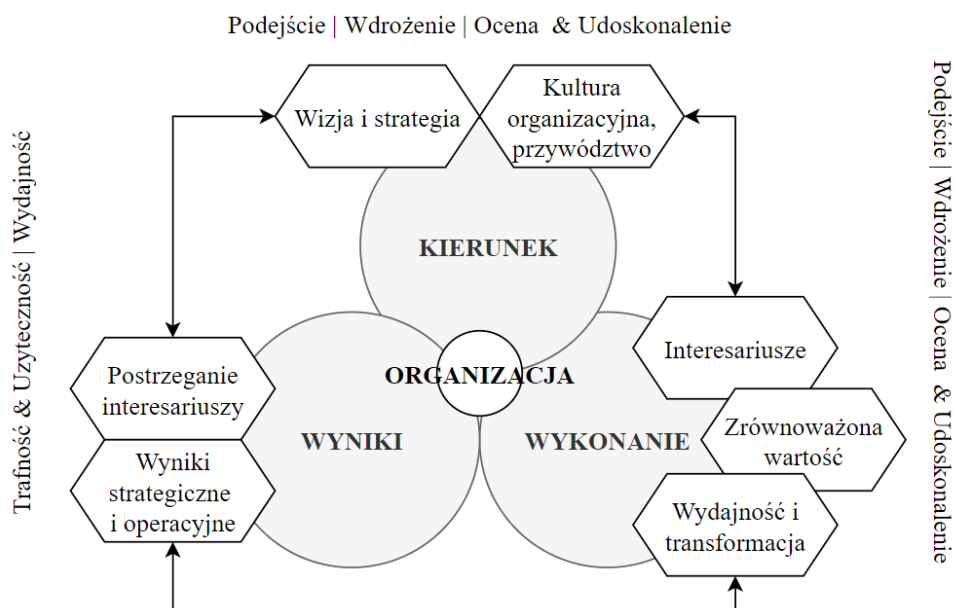 Podejście | Wdrożenie | Ocena & Udoskonalenie
Wizja i strategia
Kultura
organizacyjna,
przywództwo
KIERUNEK
Trafność & Uzyteczność | Wydajność
Podejście | Wdrożenie | Ocena & Udoskonalenie
Postrzeganie
interesariuszy
Wyniki
strategiczne
i operacyjne
ORGANIZACJA
WYNIKI
WYKONANIE
Interesariusze
Zrównoważona
wartość
Wydajność i
transformacja